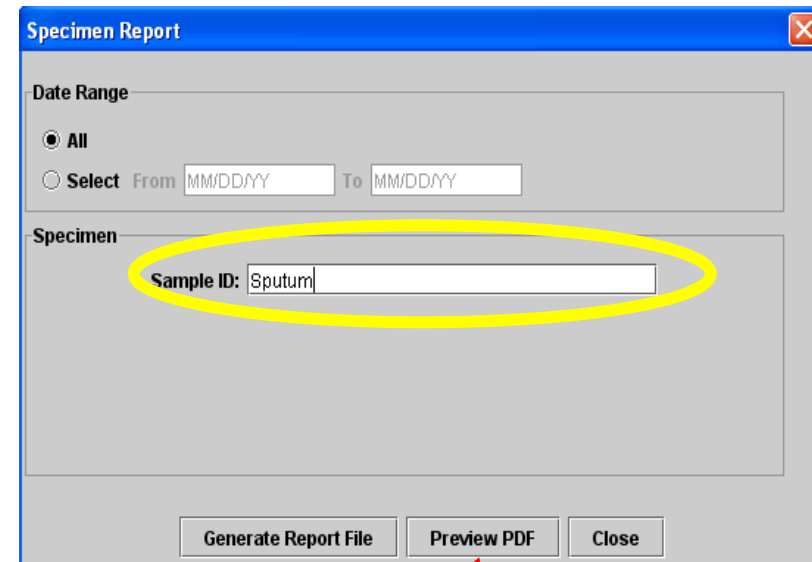 Specimen Report
Date Range
All
Select From MM/DD/YY To MM/DD/YY
Specimen
Sample ID: Sputum
Generate Report File Preview PDF Close